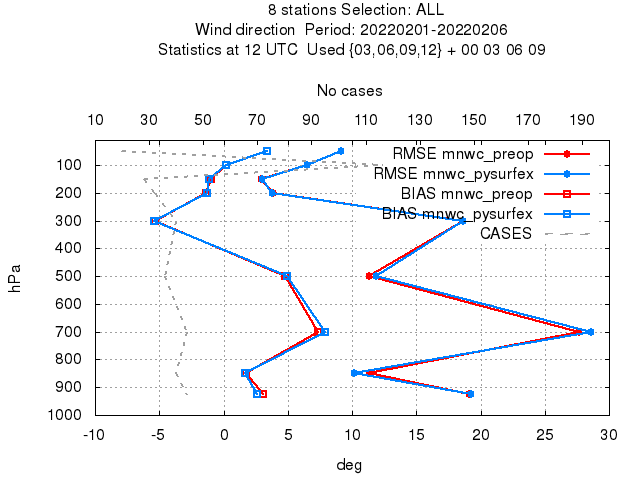 8 stations Selection: ALL
Wind direction  Period: 20220201-20220206
Statistics at 12 UTC  Used {03,06,09,12} + 00 03 06 09
No cases
10 30 50 70 90 110 130 150 170 190
RMSE mnwc_preop
RMSE mnwc_pysurfex
BIAS mnwc_preop
BIAS mnwc_pysurfex
CASES
hPa
100
200
300
400
500
600
700
800
900
1000
-10 -5 0 5 10 15 20 25 30
deg